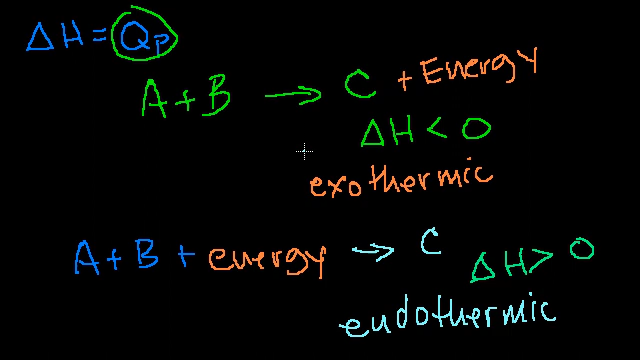 ΔH = Qp
A + B → C + Energy
ΔH < 0
exothermic
A + B + energy → C ΔH > 0
endothermic